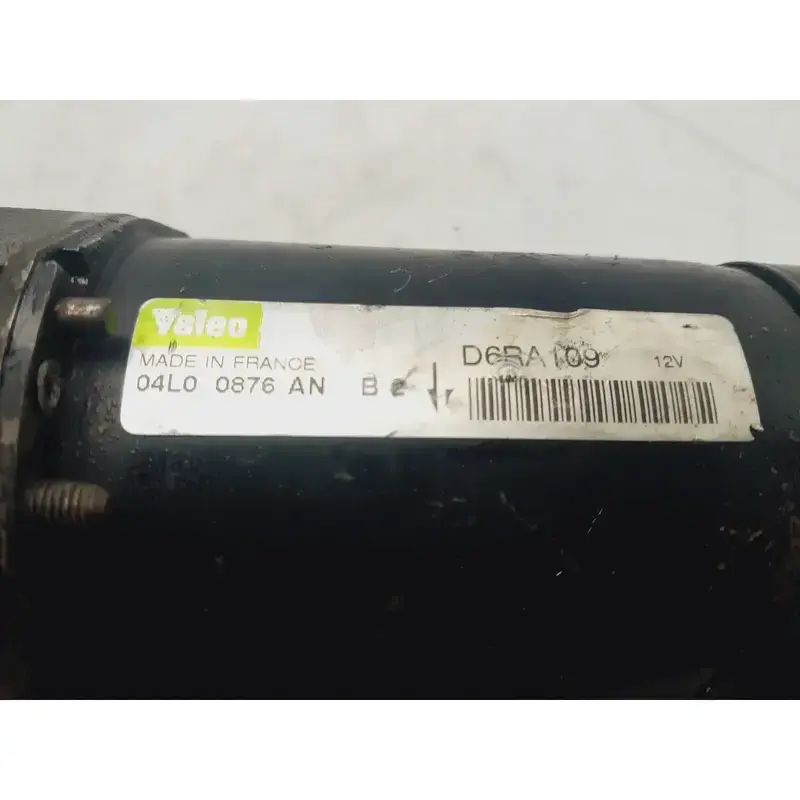 Valeo
MADE IN FRANCE
04L0 0876 AN B
D6RA109 12V